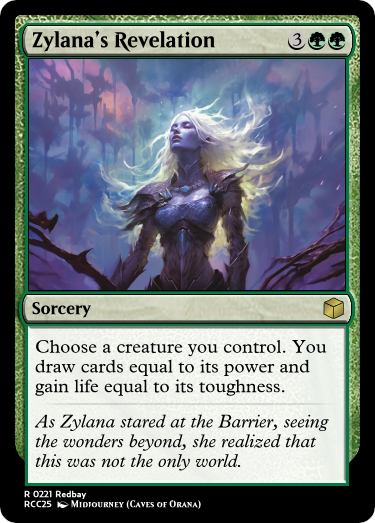 Zylana's Revelation 3
Sorcery
Choose a creature you control. You
draw cards equal to its power and
gain life equal to its toughness.
As Zylana stared at the Barrier, seeing
the wonders beyond, she realized that
this was not the only world.
R 0221 Redbay
RCC25 Midjourney (Caves of Orana)